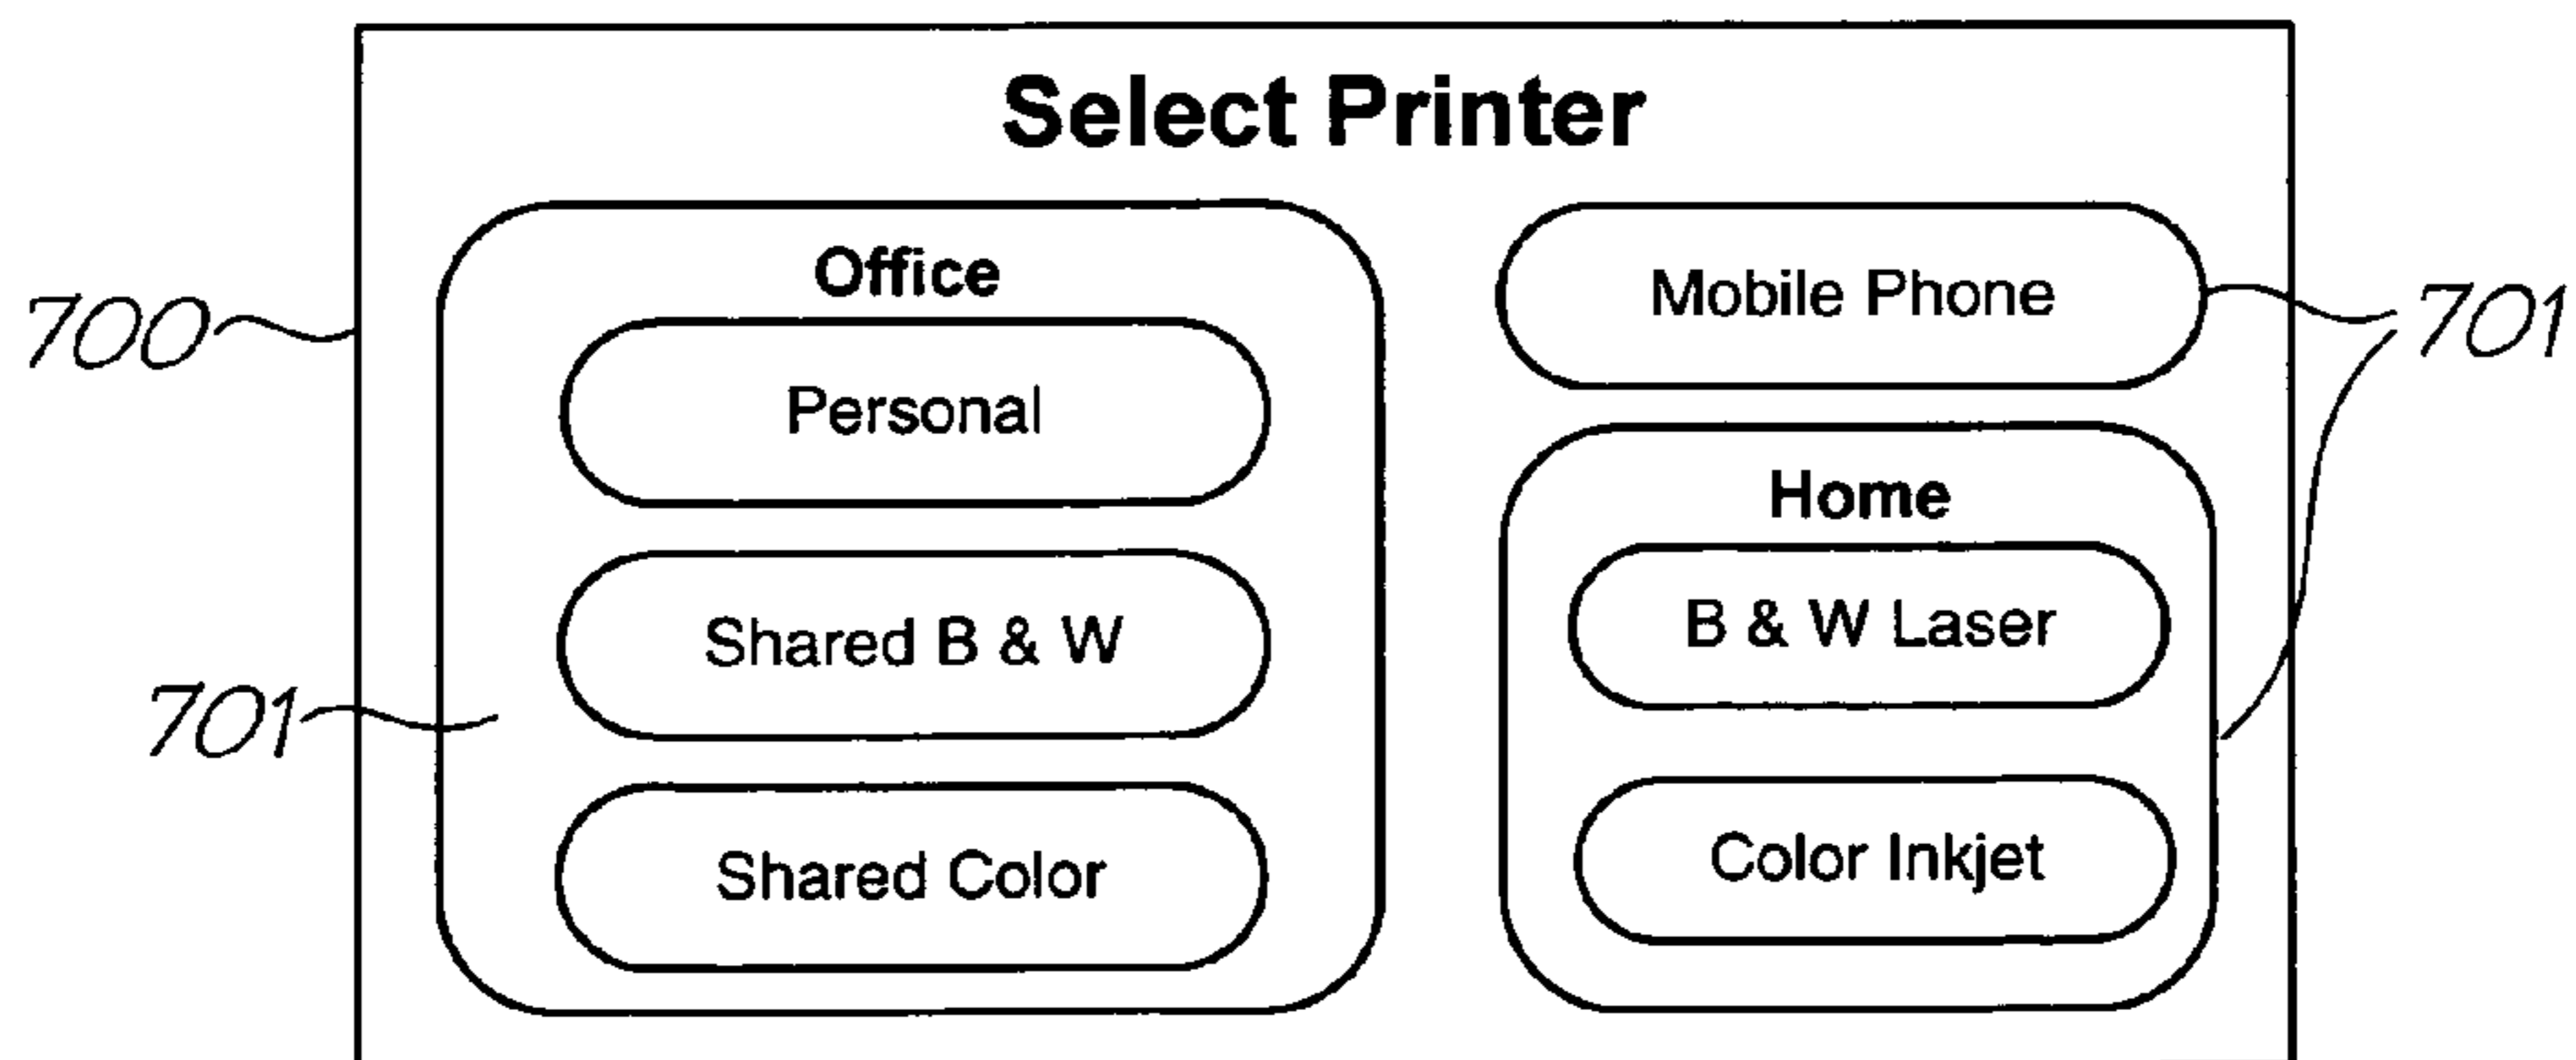 Select Printer
Office
Personal
Shared B & W
Shared Color
Mobile Phone
Home
B & W Laser
Color Inkjet
700
701
701